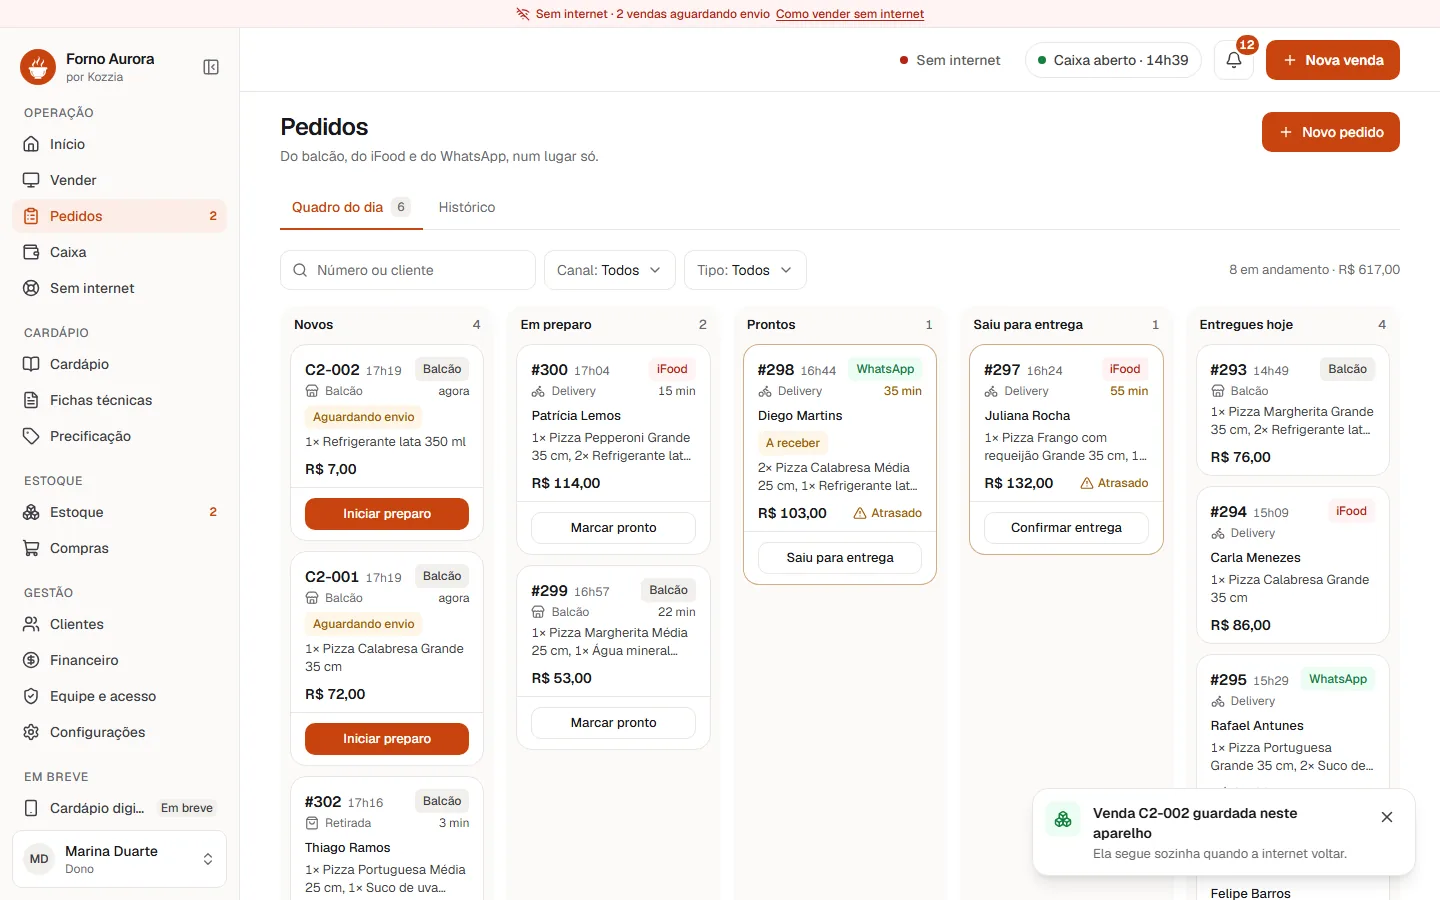 Sem internet · 2 vendas aguardando envio Como vender sem internet
Forno Aurora
por Kozzia
OPERAÇÃO
Início
Vender
Pedidos 2
Caixa
Sem internet
CARDÁPIO
Cardápio
Fichas técnicas
Precificação
ESTOQUE
Estoque 2
Compras
GESTÃO
Clientes
Financeiro
Equipe e acesso
Configurações
EM BREVE
Cardápio digi... Em breve
MD
Marina Duarte
Dono
Sem internet
Caixa aberto · 14h39
12
Nova venda
Pedidos
Do balcão, do iFood e do WhatsApp, num lugar só.
Novo pedido
Quadro do dia 6
Histórico
Número ou cliente
Canal: Todos
Tipo: Todos
8 em andamento · R$ 617,00
Novos 4
C2-002 17h19 Balcão
Balcão agora
Aguardando envio
1× Refrigerante lata 350 ml
R$ 7,00
Iniciar preparo
C2-001 17h19 Balcão
Balcão agora
Aguardando envio
1× Pizza Calabresa Grande
35 cm
R$ 72,00
Iniciar preparo
#302 17h16 Balcão
Retirada 3 min
Thiago Ramos
1× Pizza Portuguesa Média
25 cm, 1× Suco de uva...
Em preparo 2
#300 17h04 iFood
Delivery 15 min
Patrícia Lemos
1× Pizza Pepperoni Grande
35 cm, 2× Refrigerante lat...
R$ 114,00
Marcar pronto
#299 16h57 Balcão
Balcão 22 min
1× Pizza Margherita Média
25 cm, 1× Água mineral...
R$ 53,00
Marcar pronto
Prontos 1
#298 16h44 WhatsApp
Delivery 35 min
Diego Martins
A receber
2× Pizza Calabresa Média
25 cm, 1× Refrigerante lat...
R$ 103,00 Atrasado
Saiu para entrega
Saiu para entrega 1
#297 16h24 iFood
Delivery 55 min
Juliana Rocha
1× Pizza Frango com
requeijão Grande 35 cm, 1...
R$ 132,00 Atrasado
Confirmar entrega
Entregues hoje 4
#293 14h49 Balcão
Balcão
1× Pizza Margherita Grande
35 cm, 2× Refrigerante lat...
R$ 76,00
#294 15h09 iFood
Delivery
Carla Menezes
1× Pizza Calabresa Grande
35 cm
R$ 86,00
#295 15h29 WhatsApp
Delivery
Rafael Antunes
1× Pizza Portuguesa
Grande 35 cm, 2× Suco de...
Felipe Barros
Venda C2-002 guardada neste
aparelho
Ela segue sozinha quando a internet voltar.